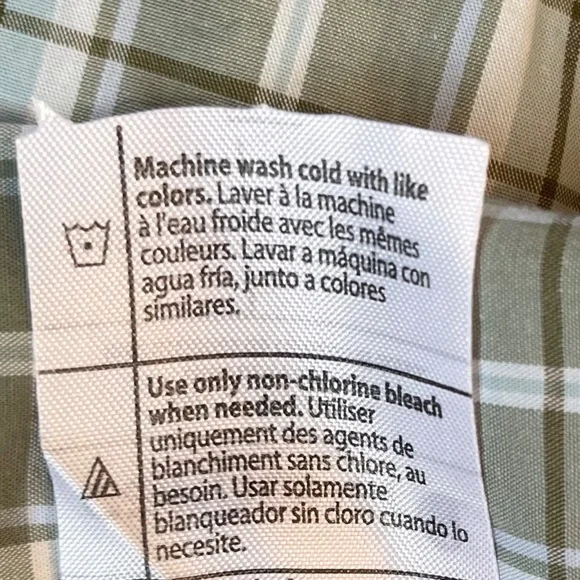 Machine wash cold with like
colors. Laver à la machine
à l'eau froide avec les mêmes
couleurs. Lavar a máquina con
agua fría, junto a colores
similares.
Use only non-chlorine bleach
when needed. Utiliser
uniquement des agents de
blanchiment sans chlore, au
besoin. Usar solamente
blanqueador sin cloro cuando lo
necesite.